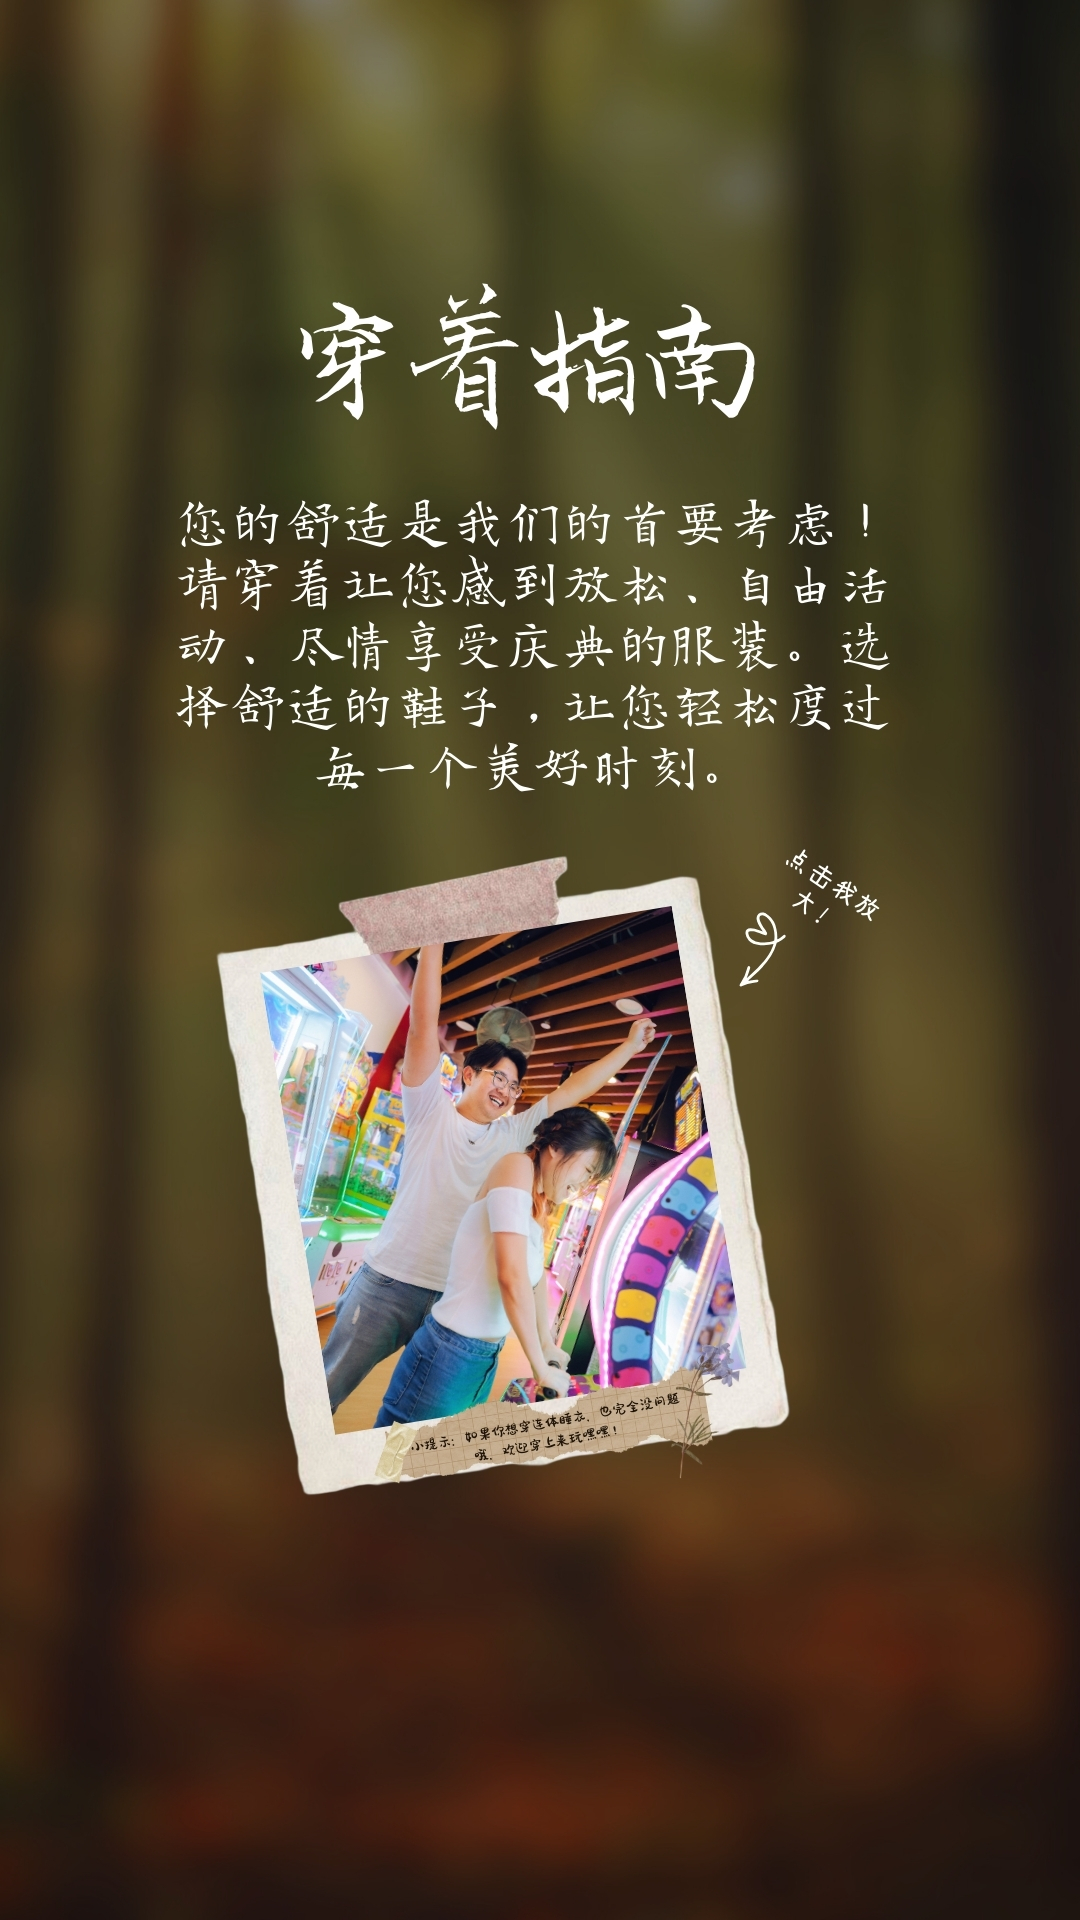 穿着指南
您的舒适是我们的首要考虑！
请穿着让您感到放松、自由活
动、尽情享受庆典的服装。选
择舒适的鞋子，让您轻松度过
每一个美好时刻。
点击我放
大！
小提示：如果你想穿连体睡衣，也完全没问题
哦，欢迎穿上来玩嘿嘿！